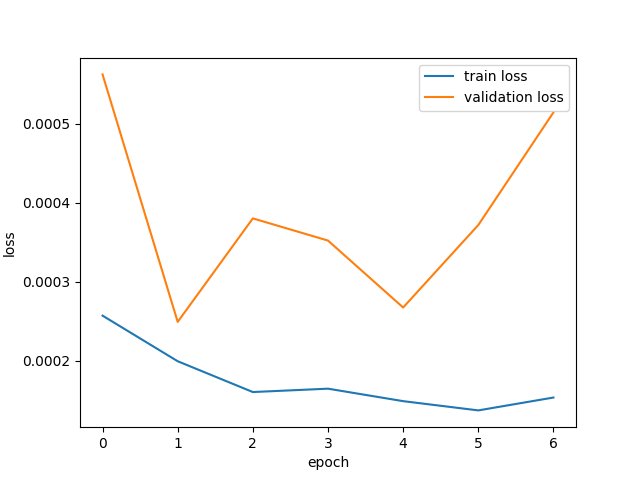 train loss
validation loss
0.0005
0.0004
0.0003
0.0002
loss
0 1 2 3 4 5 6
epoch